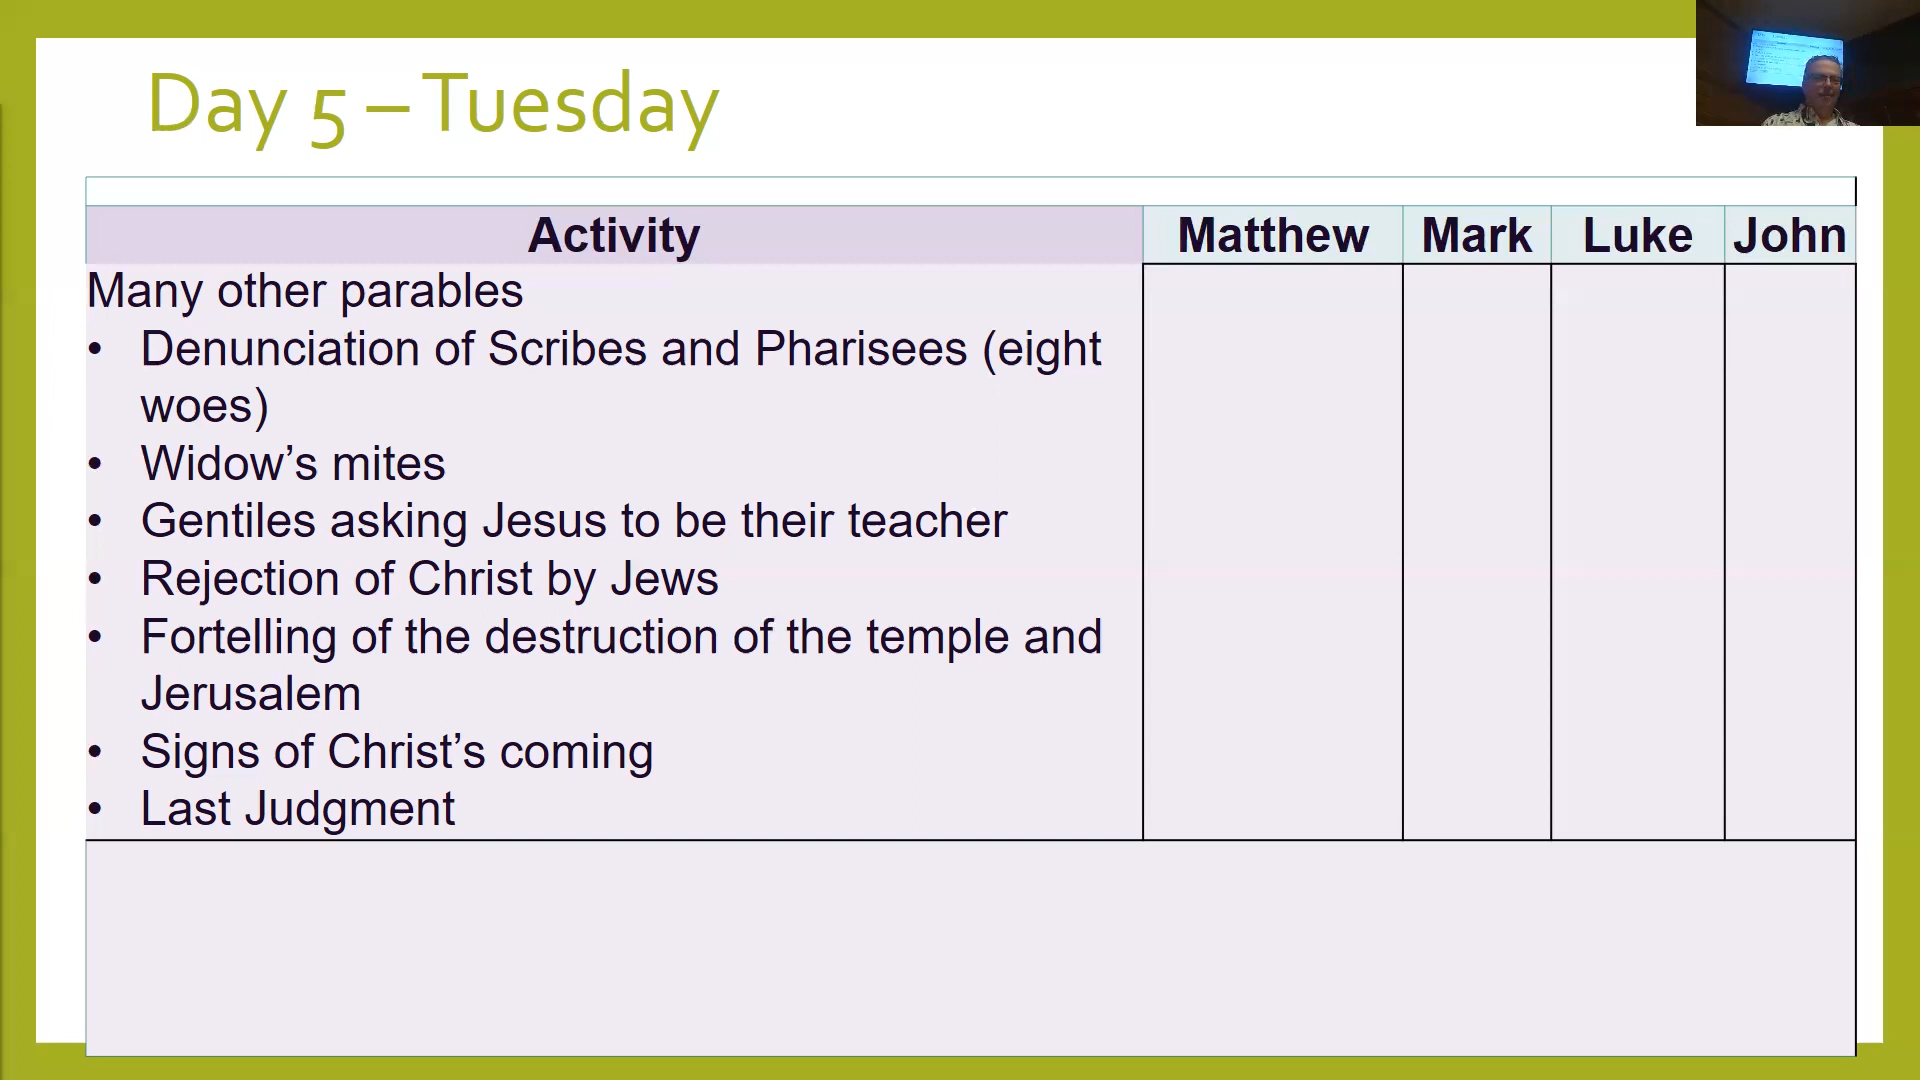 Day 5 – Tuesday
Activity Matthew Mark Luke John
Many other parables
• Denunciation of Scribes and Pharisees (eight
woes)
• Widow’s mites
• Gentiles asking Jesus to be their teacher
• Rejection of Christ by Jews
• Fortelling of the destruction of the temple and
Jerusalem
• Signs of Christ’s coming
• Last Judgment